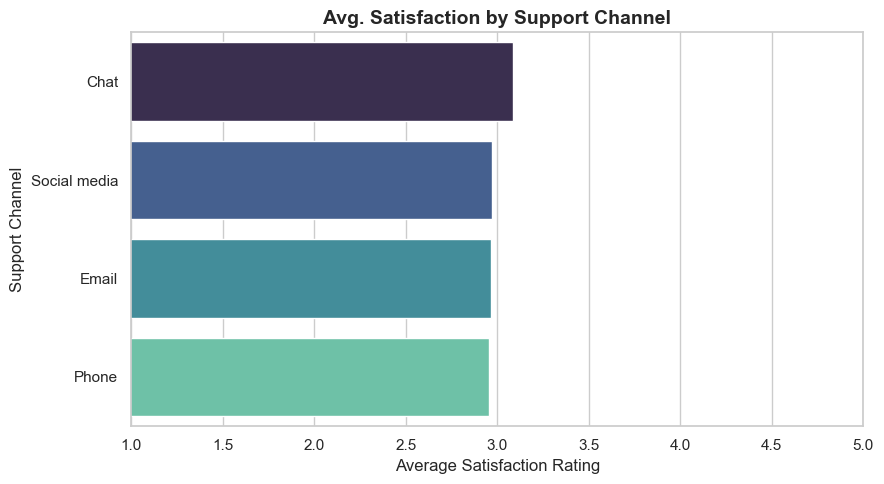 Avg. Satisfaction by Support Channel
Support Channel
Chat
Social media
Email
Phone
1.0 1.5 2.0 2.5 3.0 3.5 4.0 4.5 5.0
Average Satisfaction Rating